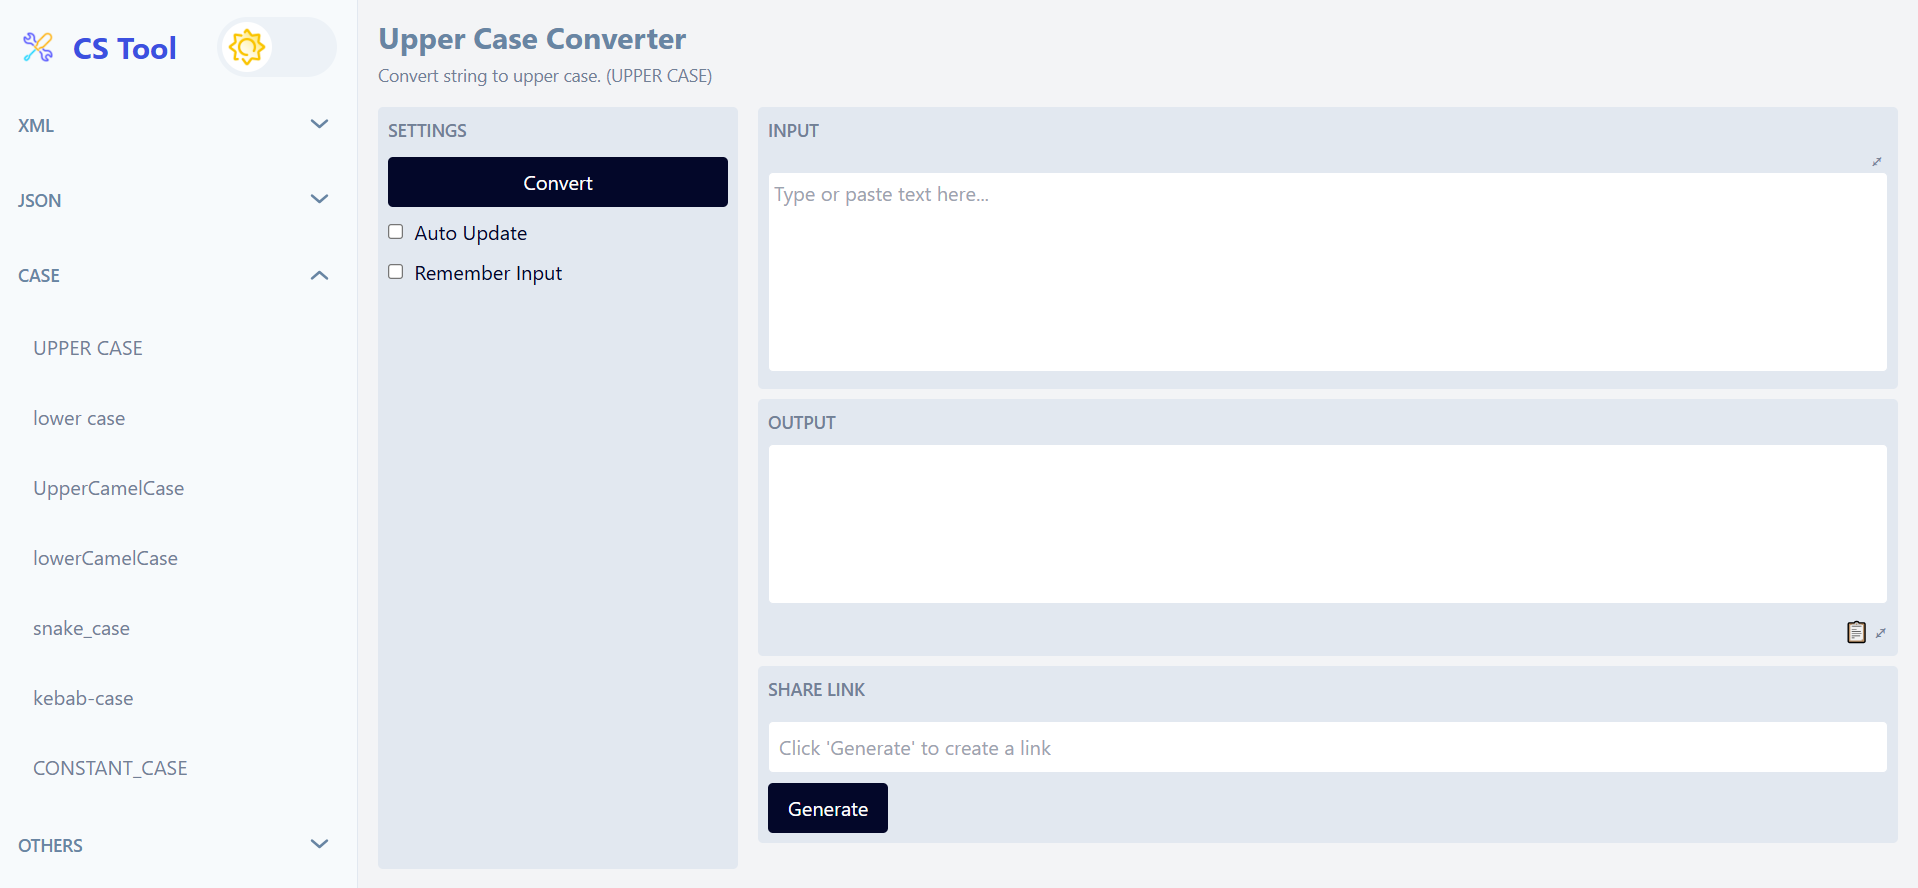 CS Tool
XML
JSON
CASE
UPPER CASE
lower case
UpperCamelCase
lowerCamelCase
snake_case
kebab-case
CONSTANT_CASE
OTHERS
Upper Case Converter
Convert string to upper case. (UPPER CASE)
SETTINGS
Convert
Auto Update
Remember Input
INPUT
Type or paste text here...
OUTPUT
SHARE LINK
Click 'Generate' to create a link
Generate